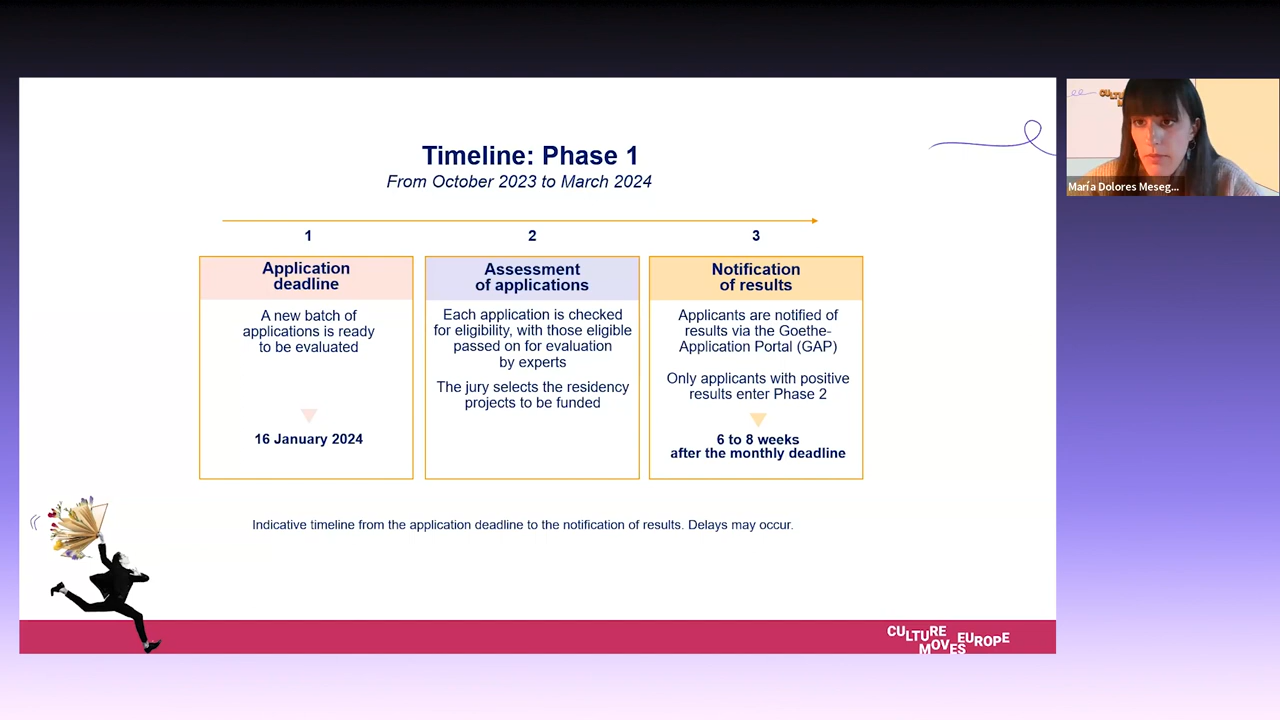 Timeline: Phase 1
From October 2023 to March 2024
1
2
3
Application
deadline
A new batch of
applications is ready
to be evaluated
16 January 2024
Assessment
of applications
Each application is checked
for eligibility, with those eligible
passed on for evaluation
by experts
The jury selects the residency
projects to be funded
Notification
of results
Applicants are notified of
results via the Goethe-
Application Portal (GAP)
Only applicants with positive
results enter Phase 2
6 to 8 weeks
after the monthly deadline
Indicative timeline from the application deadline to the notification of results. Delays may occur.
CULTURE
MOVES EUROPE
María Dolores Meseg...